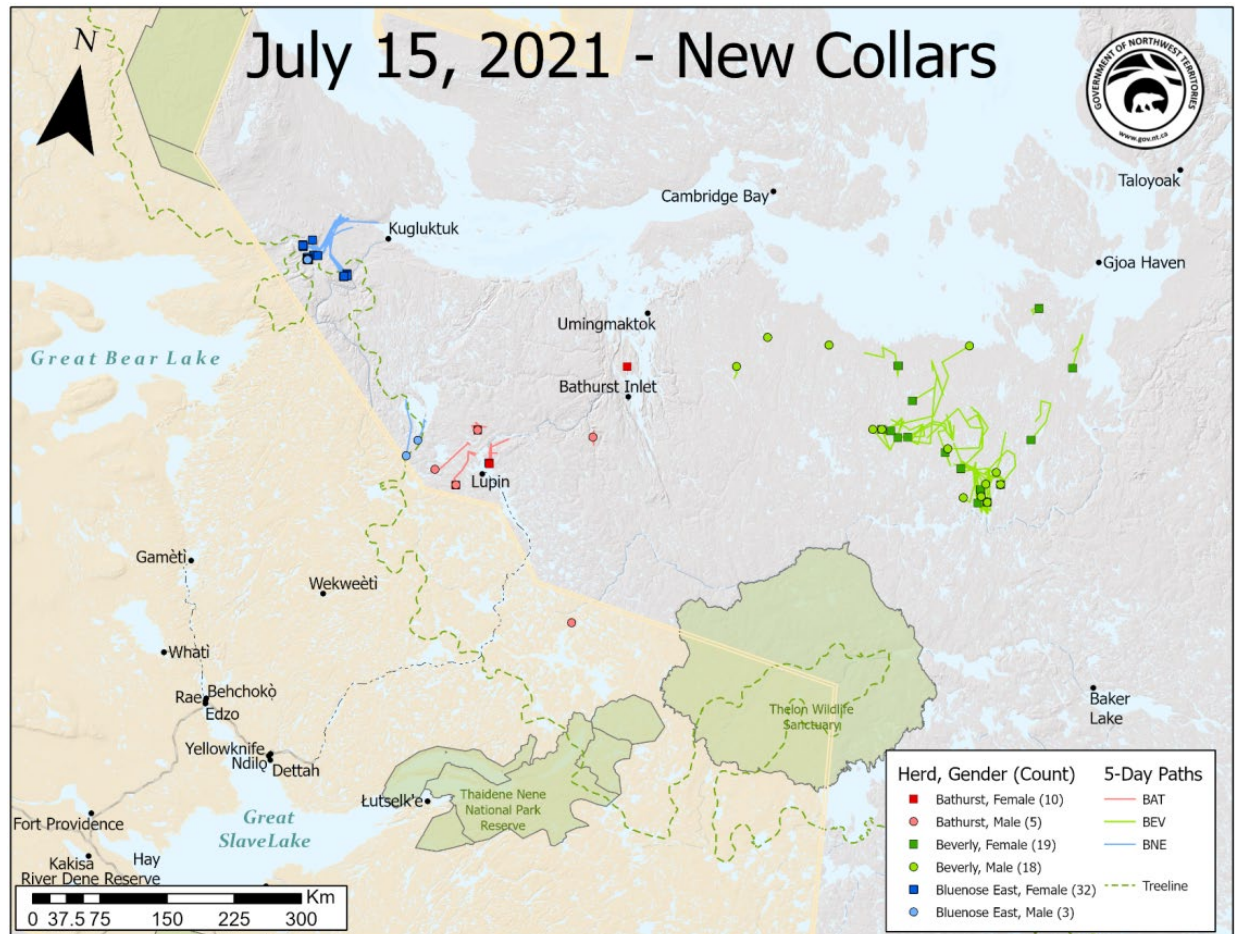 July 15, 2021 - New Collars
N
GOVERNMENT OF NORTHWEST TERRITORIES
www.gov.nt.ca
Taloyoak
Cambridge Bay
Kugluktuk
Gjoa Haven
Umingmaktok
Great Bear Lake
Bathurst Inlet
Lupin
Gamètì
Wekweètì
Whatì
Rae
Behchokǫ̀
Edzo
Baker
Lake
Thelon Wildlife
Sanctuary
Yellowknife
Ndilǫ
Dettah
Łutselk'e
Thaidene Nene
National Park
Reserve
Great
Slave Lake
Fort Providence
Kakisa
Hay
River Dene Reserve
Km
0 37.5 75 150 225 300
Herd, Gender (Count)
Bathurst, Female (10)
Bathurst, Male (5)
Beverly, Female (19)
Beverly, Male (18)
Bluenose East, Female (32)
Bluenose East, Male (3)
5-Day Paths
BAT
BEV
BNE
Treeline